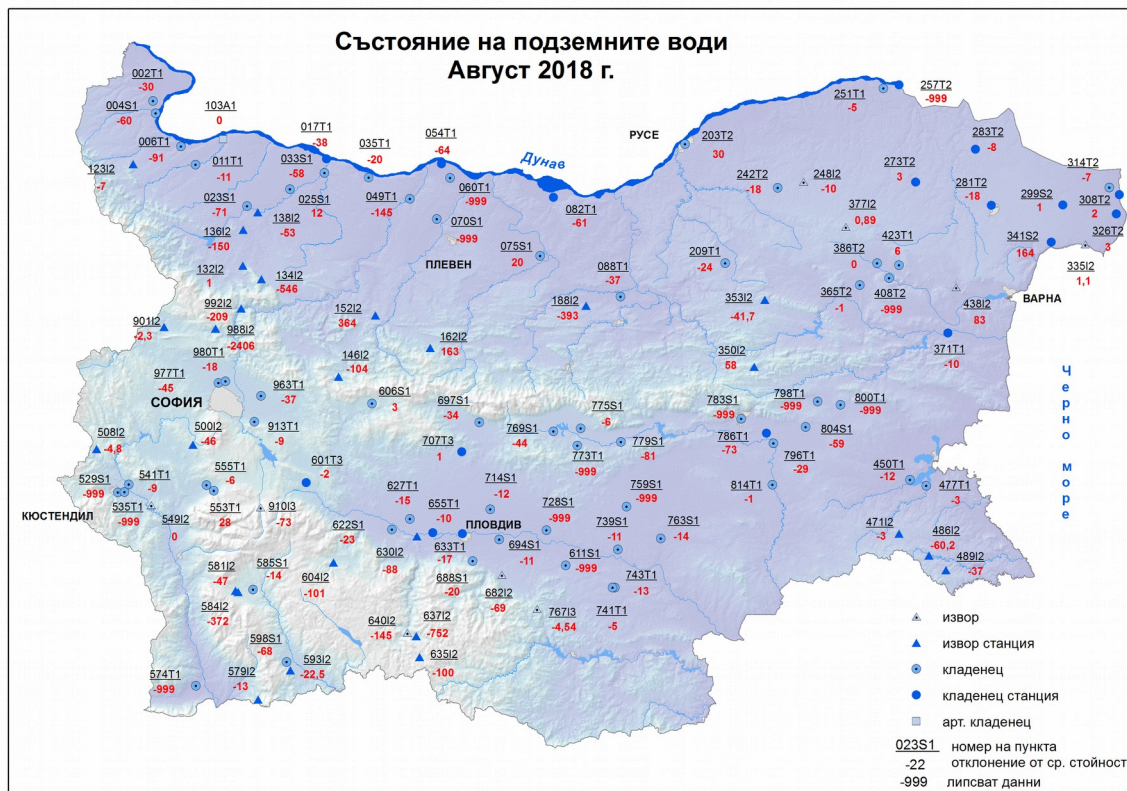 Състояние на подземните води
Август 2018 г.
002T1
-30
004S1
-60
103A1
0
006T1
-91
011T1
-11
123I2
-7
017T1
-38
033S1
-58
035T1
-20
054T1
-64
Дунав
РУСЕ
203T2
30
251T1
-5
257T2
-999
283T2
-8
273T2
3
242T2
-18
248I2
-10
281T2
-18
299S2
1
314T2
-7
308T2
2
326T2
3
341S2
164
335I2
1,1
377I2
0,89
423T1
6
386T2
0
365T2
-1
408T2
-999
438I2
83
ВАРНА
023S1
-71
025S1
12
138I2
-53
136I2
-150
049T1
-145
060T1
-999
070S1
-999
ПЛЕВЕН
082T1
-61
075S1
20
088T1
-37
209T1
-24
132I2
1
134I2
-546
992I2
-209
988I2
-2406
901I2
-2,3
152I2
364
162I2
163
188I2
-393
353I2
-41,7
350I2
58
371T1
-10
146I2
-104
980T1
-18
977T1
-45
СОФИЯ
963T1
-37
913T1
-9
606S1
3
697S1
-34
769S1
-44
775S1
-6
773T1
-999
779S1
-81
783S1
-999
798T1
-999
800T1
-999
804S1
-59
786T1
-73
796T1
-29
814T1
-1
450T1
-12
477T1
-3
Черно море
508I2
-4,8
500I2
-46
529S1
-999
541T1
-9
535T1
-999
КЮСТЕНДИЛ
549I2
0
555T1
-6
553T1
28
910I3
-73
601T3
-2
707T3
1
714S1
-12
627T1
-15
655T1
-10
ПЛОВДИВ
622S1
-23
630I2
-88
633T1
-17
688S1
-20
694S1
-11
682I2
-69
728S1
-999
759S1
-999
739S1
-11
763S1
-14
611S1
-999
743T1
-13
741T1
-5
767I3
-4,54
471I2
-3
486I2
-60,2
489I2
-37
581I2
-47
585S1
-14
584I2
-372
604I2
-101
640I2
-145
637I2
-752
635I2
-100
598S1
-68
593I2
-22,5
579I2
-13
574T1
-999
извор
извор станция
кладенец
кладенец станция
арт. кладенец
023S1 номер на пункта
-22 отклонение от ср. стойност
-999 липсват данни